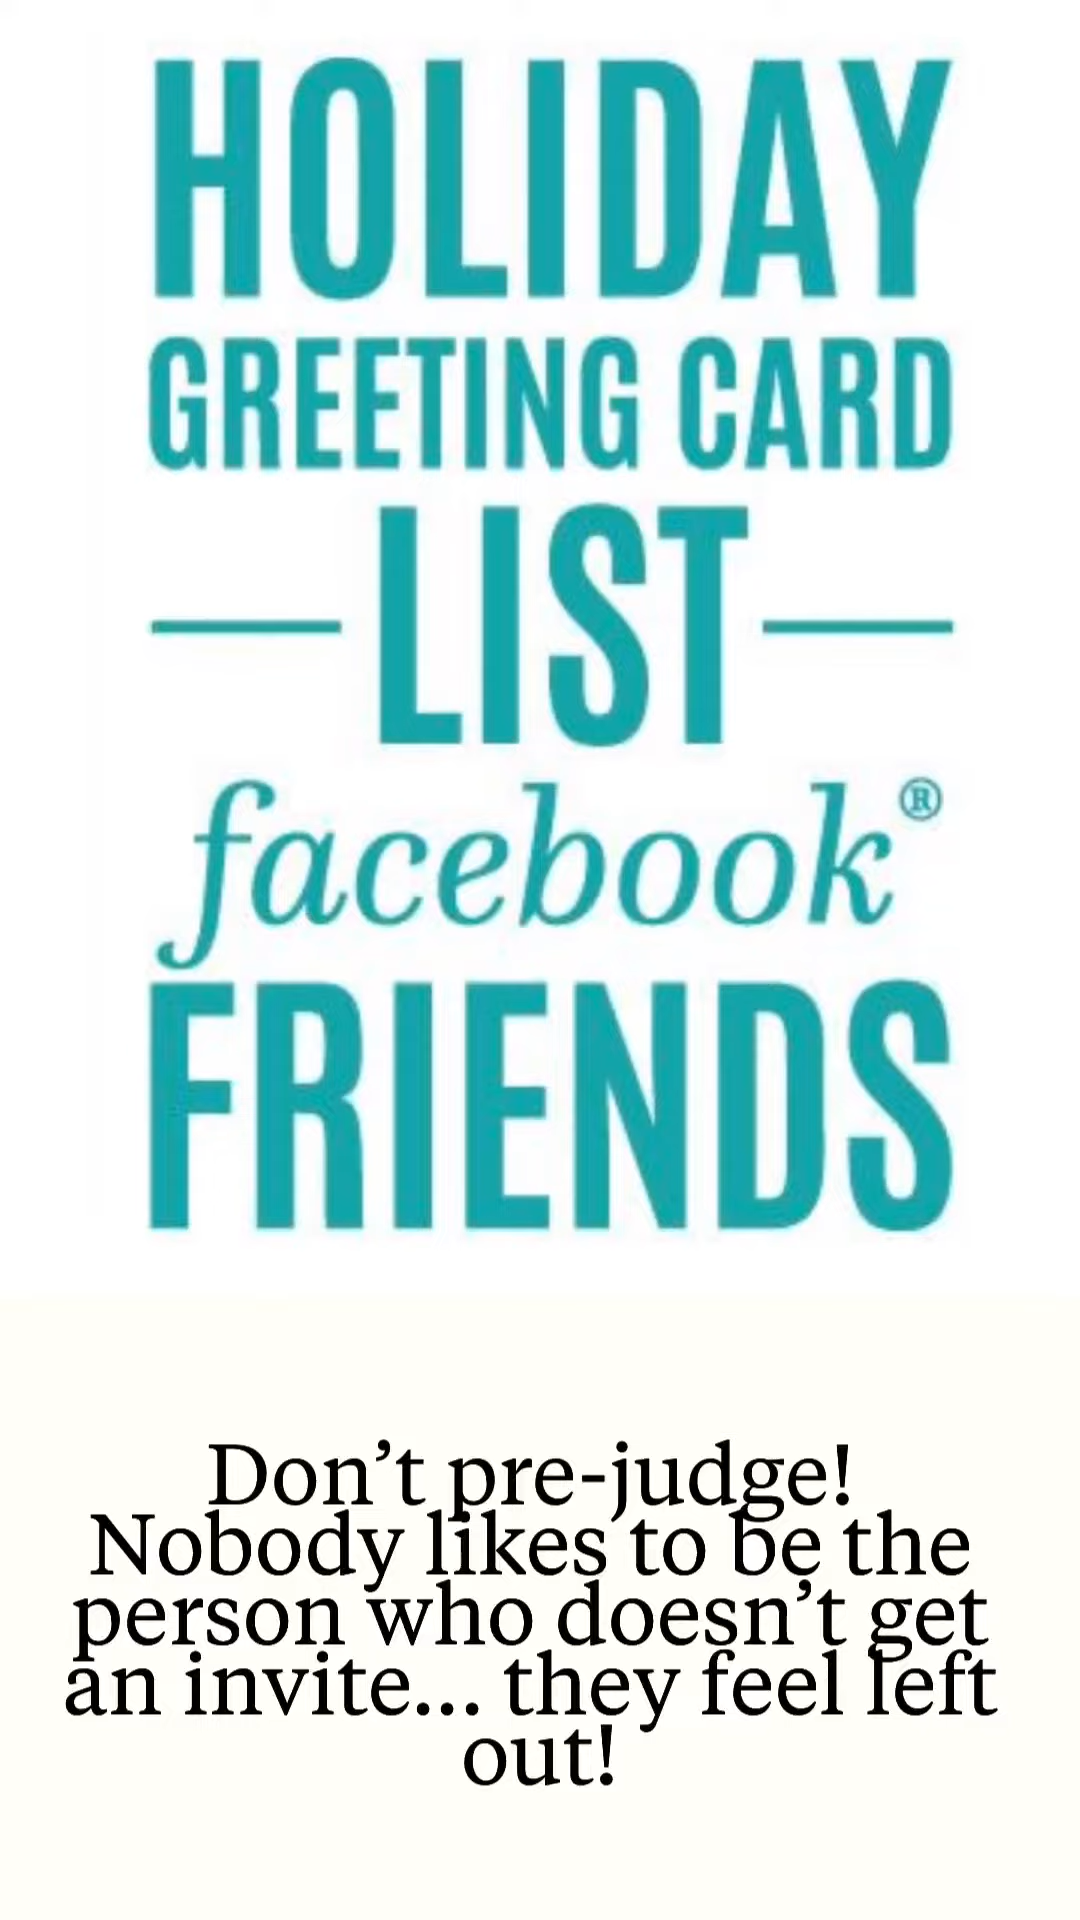 HOLIDAY
GREETING CARD
LIST
facebook®
FRIENDS
Don’t pre-judge!
Nobody likes to be the
person who doesn’t get
an invite... they feel left
out!